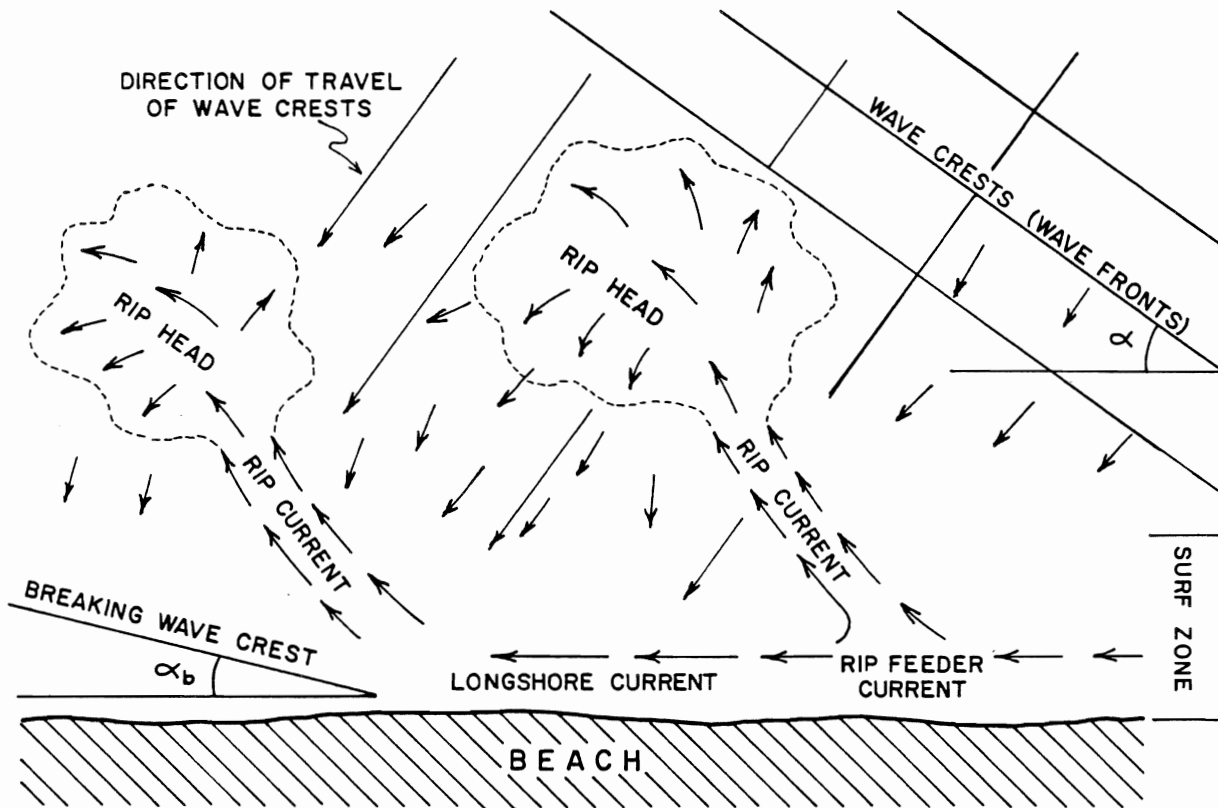 DIRECTION OF TRAVEL
OF WAVE CRESTS
WAVE CRESTS (WAVE FRONTS)
α
RIP HEAD
RIP HEAD
RIP CURRENT
RIP CURRENT
BREAKING WAVE CREST
αb
LONGSHORE CURRENT
RIP FEEDER
CURRENT
SURF ZONE
BEACH